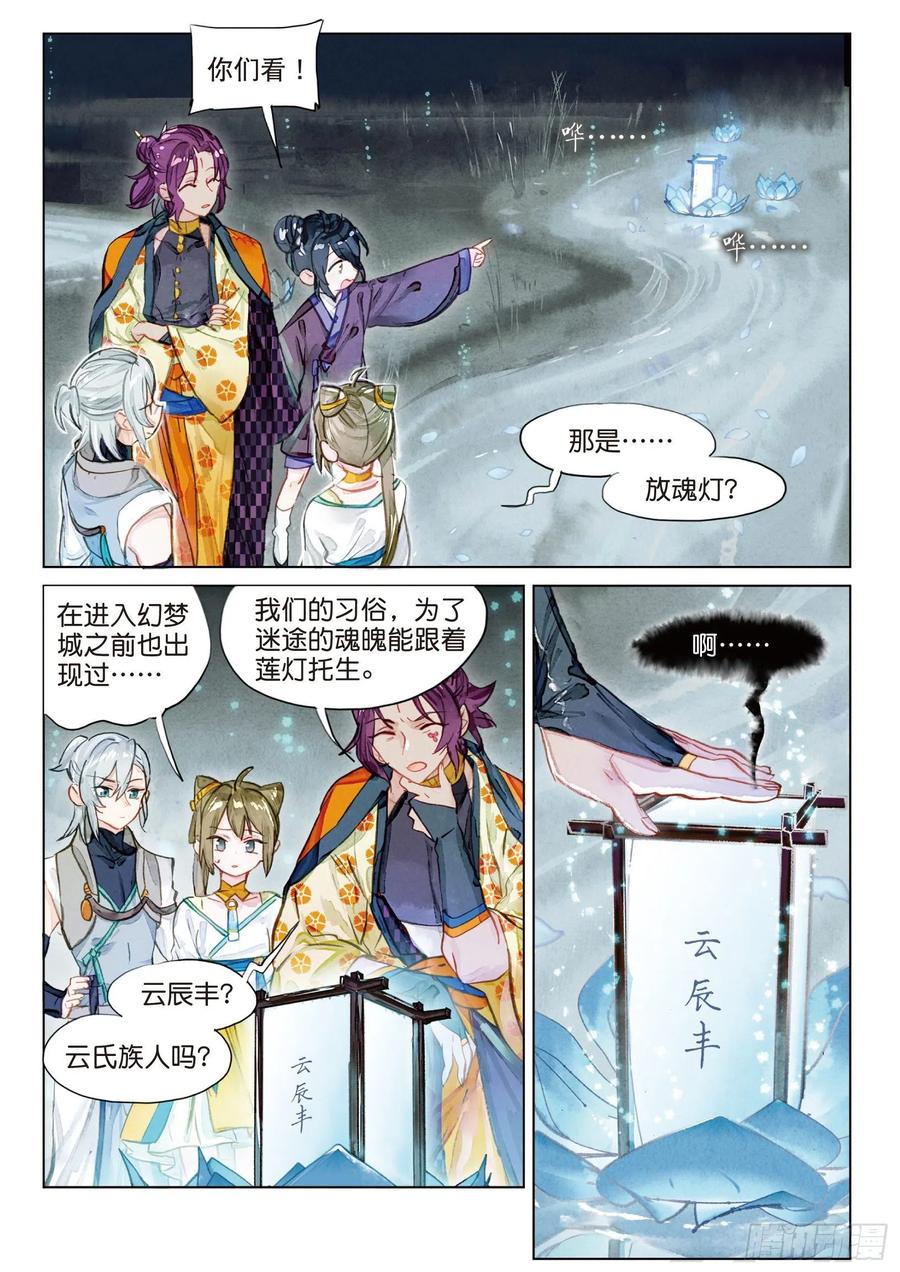 你们看！
哗……
哗……
那是……
放魂灯？
在进入幻梦
城之前也出
现过……
我们的习俗，为了
迷途的魂魄能跟着
莲灯托生。
云辰丰？
云氏族人吗？
云辰丰
啊……
云辰丰
腾讯动漫